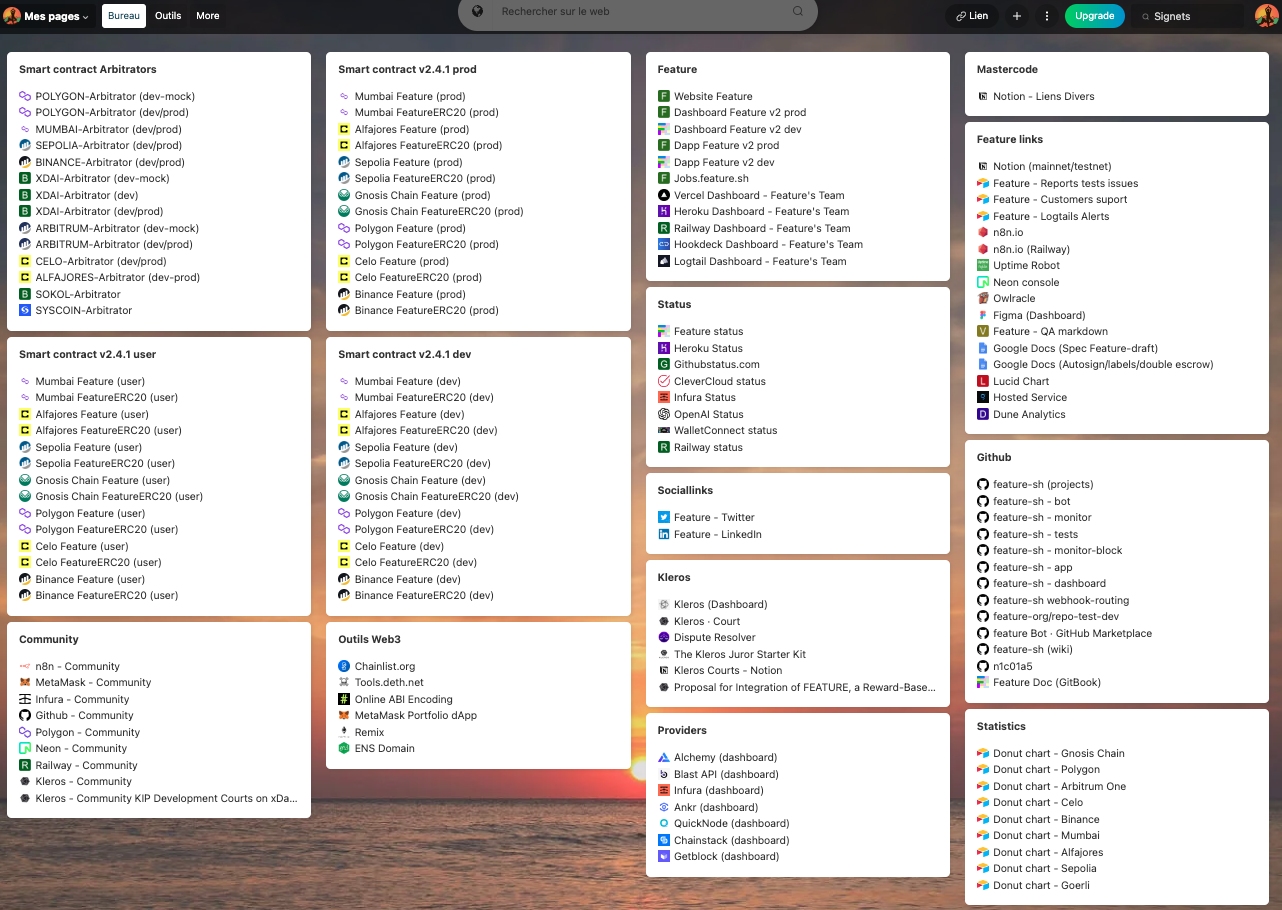 Mes pages
Bureau
Outils
More
Rechercher sur le web
Lien
Upgrade
Signets
Smart contract Arbitrators
POLYGON-Arbitrator (dev-mock)
POLYGON-Arbitrator (dev/prod)
MUMBAI-Arbitrator (dev/prod)
SEPOLIA-Arbitrator (dev/prod)
BINANCE-Arbitrator (dev/prod)
XDAI-Arbitrator (dev-mock)
XDAI-Arbitrator (dev)
XDAI-Arbitrator (dev/prod)
ARBITRUM-Arbitrator (dev-mock)
ARBITRUM-Arbitrator (dev/prod)
CELO-Arbitrator (dev/prod)
ALFAJORES-Arbitrator (dev-prod)
SOKOL-Arbitrator
SYSCOIN-Arbitrator
Smart contract v2.4.1 user
Mumbai Feature (user)
Mumbai FeatureERC20 (user)
Alfajores Feature (user)
Alfajores FeatureERC20 (user)
Sepolia Feature (user)
Sepolia FeatureERC20 (user)
Gnosis Chain Feature (user)
Gnosis Chain FeatureERC20 (user)
Polygon Feature (user)
Polygon FeatureERC20 (user)
Celo Feature (user)
Celo FeatureERC20 (user)
Binance Feature (user)
Binance FeatureERC20 (user)
Community
n8n - Community
MetaMask - Community
Infura - Community
Github - Community
Polygon - Community
Neon - Community
Railway - Community
Kleros - Community
Kleros - Community KIP Development Courts on xDa...
Smart contract v2.4.1 prod
Mumbai Feature (prod)
Mumbai FeatureERC20 (prod)
Alfajores Feature (prod)
Alfajores FeatureERC20 (prod)
Sepolia Feature (prod)
Sepolia FeatureERC20 (prod)
Gnosis Chain Feature (prod)
Gnosis Chain FeatureERC20 (prod)
Polygon Feature (prod)
Polygon FeatureERC20 (prod)
Celo Feature (prod)
Celo FeatureERC20 (prod)
Binance Feature (prod)
Binance FeatureERC20 (prod)
Smart contract v2.4.1 dev
Mumbai Feature (dev)
Mumbai FeatureERC20 (dev)
Alfajores Feature (dev)
Alfajores FeatureERC20 (dev)
Sepolia Feature (dev)
Sepolia FeatureERC20 (dev)
Gnosis Chain Feature (dev)
Gnosis Chain FeatureERC20 (dev)
Polygon Feature (dev)
Polygon FeatureERC20 (dev)
Celo Feature (dev)
Celo FeatureERC20 (dev)
Binance Feature (dev)
Binance FeatureERC20 (dev)
Outils Web3
Chainlist.org
Tools.deth.net
Online ABI Encoding
MetaMask Portfolio dApp
Remix
ENS Domain
Feature
Website Feature
Dashboard Feature v2 prod
Dashboard Feature v2 dev
Dapp Feature v2 prod
Dapp Feature v2 dev
Jobs.feature.sh
Vercel Dashboard - Feature's Team
Heroku Dashboard - Feature's Team
Railway Dashboard - Feature's Team
Hookdeck Dashboard - Feature's Team
Logtail Dashboard - Feature's Team
Status
Feature status
Heroku Status
Githubstatus.com
CleverCloud status
Infura Status
OpenAI Status
WalletConnect status
Railway status
Sociallinks
Feature - Twitter
Feature - LinkedIn
Kleros
Kleros (Dashboard)
Kleros · Court
Dispute Resolver
The Kleros Juror Starter Kit
Kleros Courts - Notion
Proposal for Integration of FEATURE, a Reward-Base...
Providers
Alchemy (dashboard)
Blast API (dashboard)
Infura (dashboard)
Ankr (dashboard)
QuickNode (dashboard)
Chainstack (dashboard)
Getblock (dashboard)
Mastercode
Notion - Liens Divers
Feature links
Notion (mainnet/testnet)
Feature - Reports tests issues
Feature - Customers suport
Feature - Logtails Alerts
n8n.io
n8n.io (Railway)
Uptime Robot
Neon console
Owlracle
Figma (Dashboard)
Feature - QA markdown
Google Docs (Spec Feature-draft)
Google Docs (Autosign/labels/double escrow)
Lucid Chart
Hosted Service
Dune Analytics
Github
feature-sh (projects)
feature-sh - bot
feature-sh - monitor
feature-sh - tests
feature-sh - monitor-block
feature-sh - app
feature-sh - dashboard
feature-sh webhook-routing
feature-org/repo-test-dev
feature Bot · GitHub Marketplace
feature-sh (wiki)
n1c01a5
Feature Doc (GitBook)
Statistics
Donut chart - Gnosis Chain
Donut chart - Polygon
Donut chart - Arbitrum One
Donut chart - Celo
Donut chart - Binance
Donut chart - Mumbai
Donut chart - Alfajores
Donut chart - Sepolia
Donut chart - Goerli